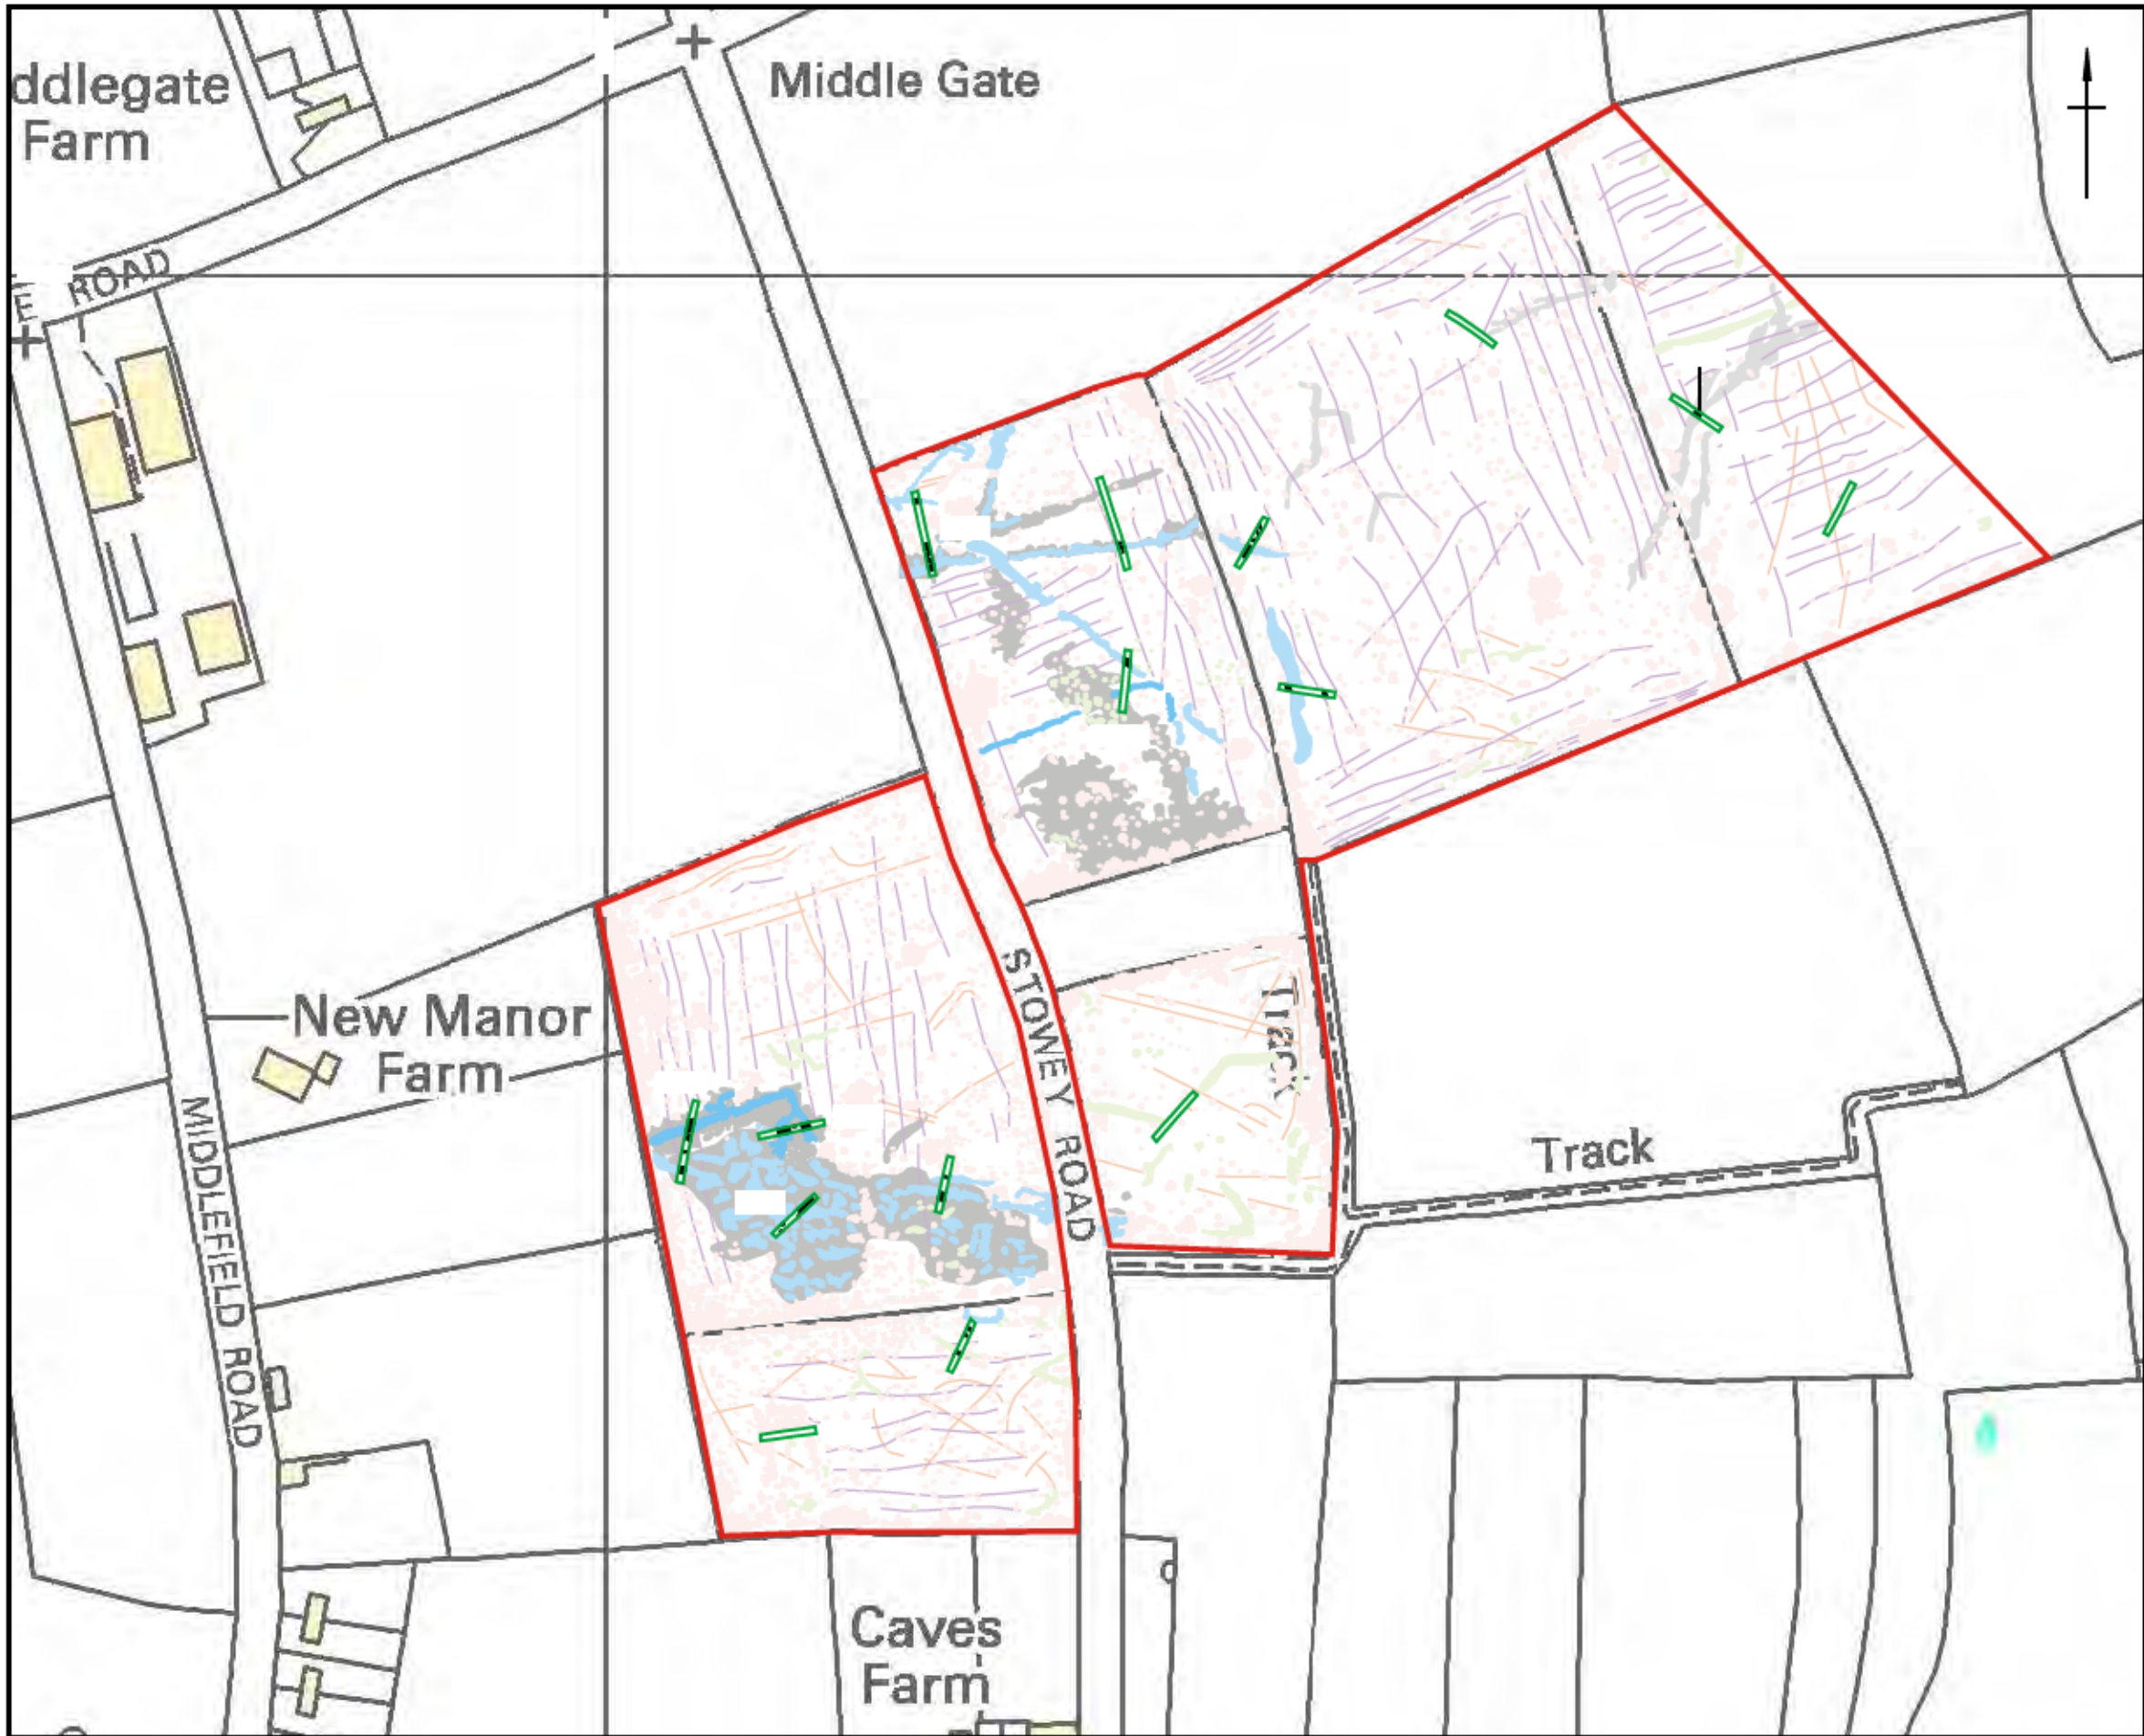 ddlegate
Farm
Middle Gate
E ROAD
New Manor
Farm
STOWEY ROAD
Track
Track
MIDDLEFIELD ROAD
Caves
Farm